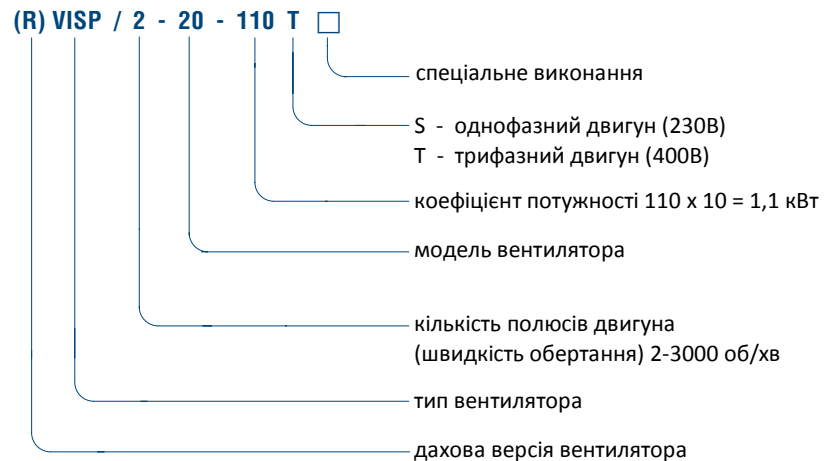 (R) VISP / 2 - 20 - 110 T □
спеціальне виконання
S - однофазний двигун (230В)
T - трифазний двигун (400В)
коефіцієнт потужності 110 х 10 = 1,1 кВт
модель вентилятора
кількість полюсів двигуна
(швидкість обертання) 2-3000 об/хв
тип вентилятора
дахова версія вентилятора